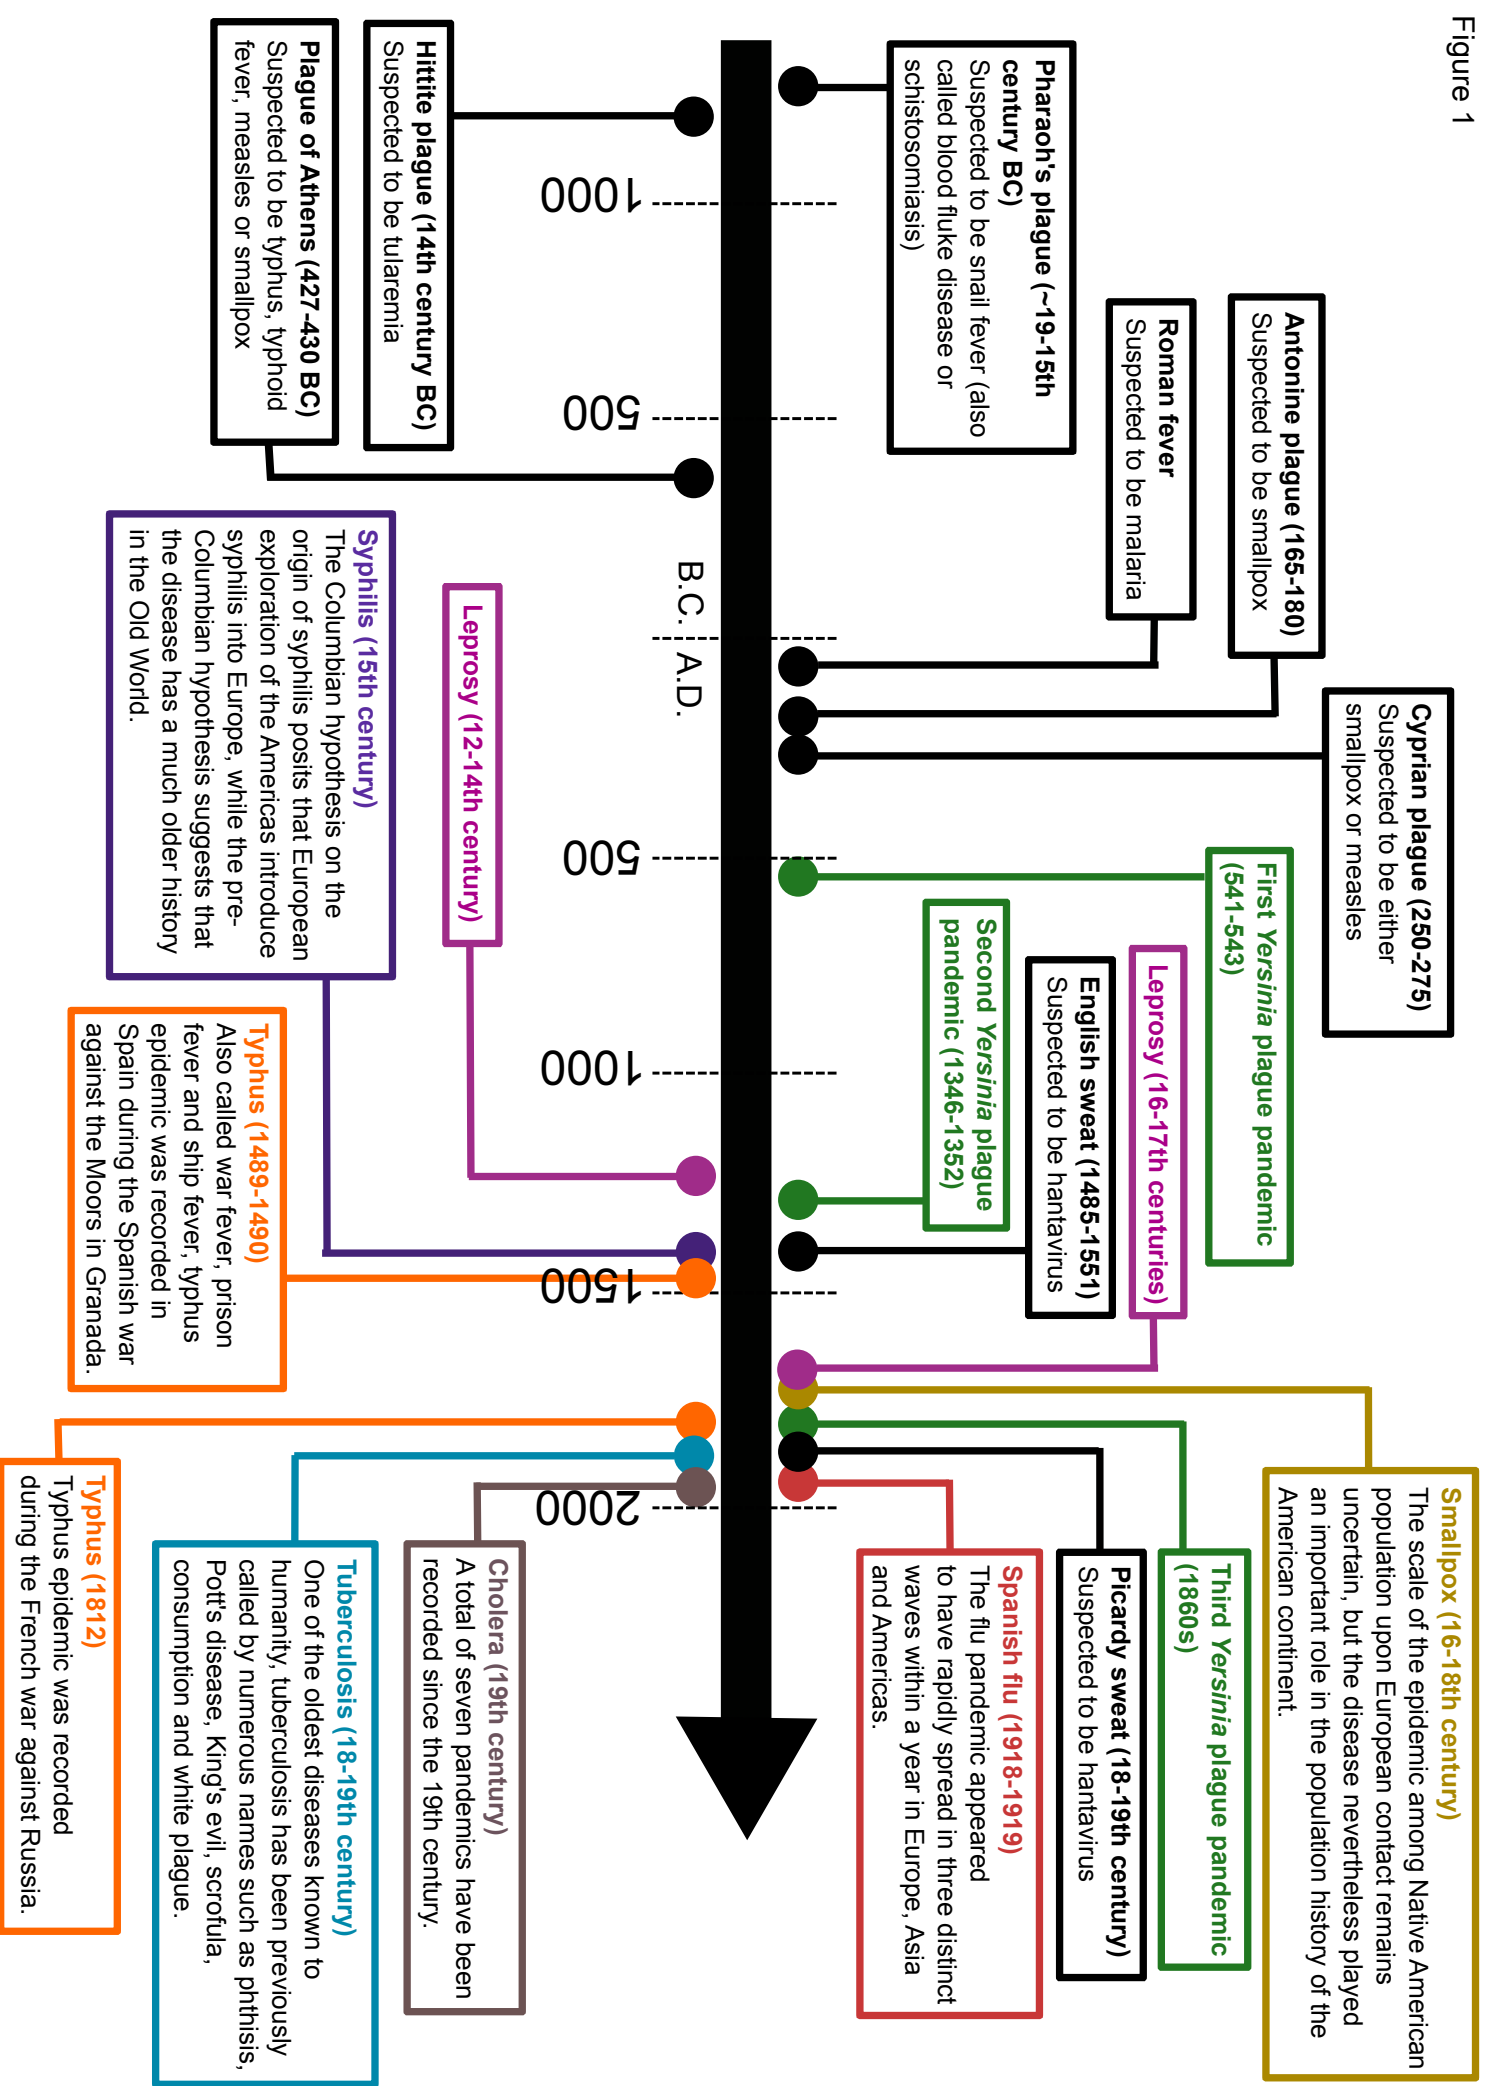 Figure 1
Pharaoh's plague (~19-15th
century BC)
Suspected to be snail fever (also
called blood fluke disease or
schistosomiasis)
Antonine plague (165-180)
Suspected to be smallpox
Roman fever
Suspected to be malaria
Cyprian plague (250-275)
Suspected to be either
smallpox or measles
First Yersinia plague pandemic
(541-543)
Leprosy (16-17th centuries)
English sweat (1485-1551)
Suspected to be hantavirus
Second Yersinia plague
pandemic (1346-1352)
Smallpox (16-18th century)
The scale of the epidemic among Native American
population upon European contact remains
uncertain, but the disease nevertheless played
an important role in the population history of the
American continent.
Third Yersinia plague pandemic
(1860s)
Picardy sweat (18-19th century)
Suspected to be hantavirus
Spanish flu (1918-1919)
The flu pandemic appeared
to have rapidly spread in three distinct
waves within a year in Europe, Asia
and Americas.
1000
500
B.C. A.D.
500
1000
1500
2000
Hittite plague (14th century BC)
Suspected to be tularemia
Plague of Athens (427-430 BC)
Suspected to be typhus, typhoid
fever, measles or smallpox
Leprosy (12-14th century)
Syphilis (15th century)
The Columbian hypothesis on the
origin of syphilis posits that European
exploration of the Americas introduce
syphilis into Europe, while the pre-
Columbian hypothesis suggests that
the disease has a much older history
in the Old World.
Typhus (1489-1490)
Also called war fever, prison
fever and ship fever, typhus
epidemic was recorded in
Spain during the Spanish war
against the Moors in Granada.
Cholera (19th century)
A total of seven pandemics have been
recorded since the 19th century.
Tuberculosis (18-19th century)
One of the oldest diseases known to
humanity, tuberculosis has been previously
called by numerous names such as phthisis,
Pott's disease, King's evil, scrofula,
consumption and white plague.
Typhus (1812)
Typhus epidemic was recorded
during the French war against Russia.